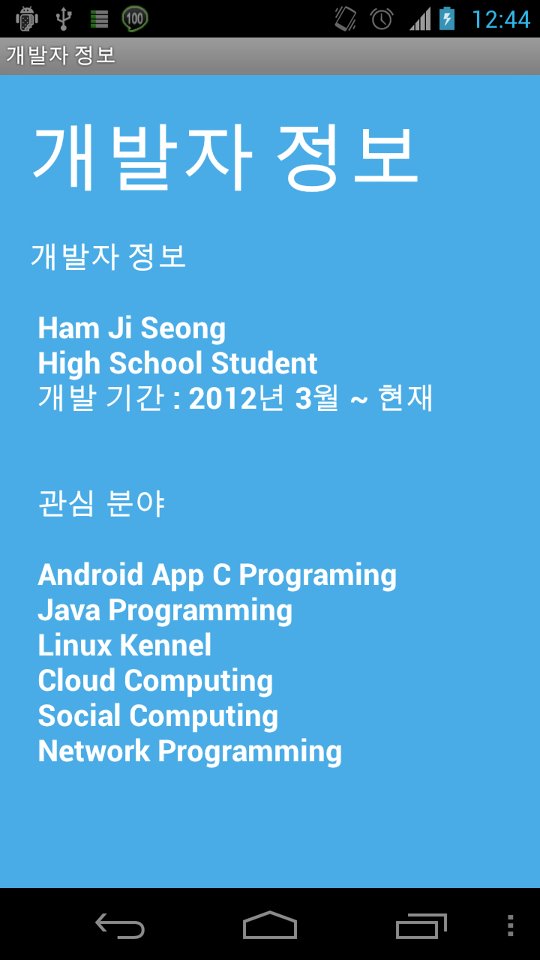 100
12:44
개발자 정보
개발자 정보
개발자 정보
Ham Ji Seong
High School Student
개발 기간 : 2012년 3월 ~ 현재
관심 분야
Android App C Programing
Java Programming
Linux Kennel
Cloud Computing
Social Computing
Network Programming